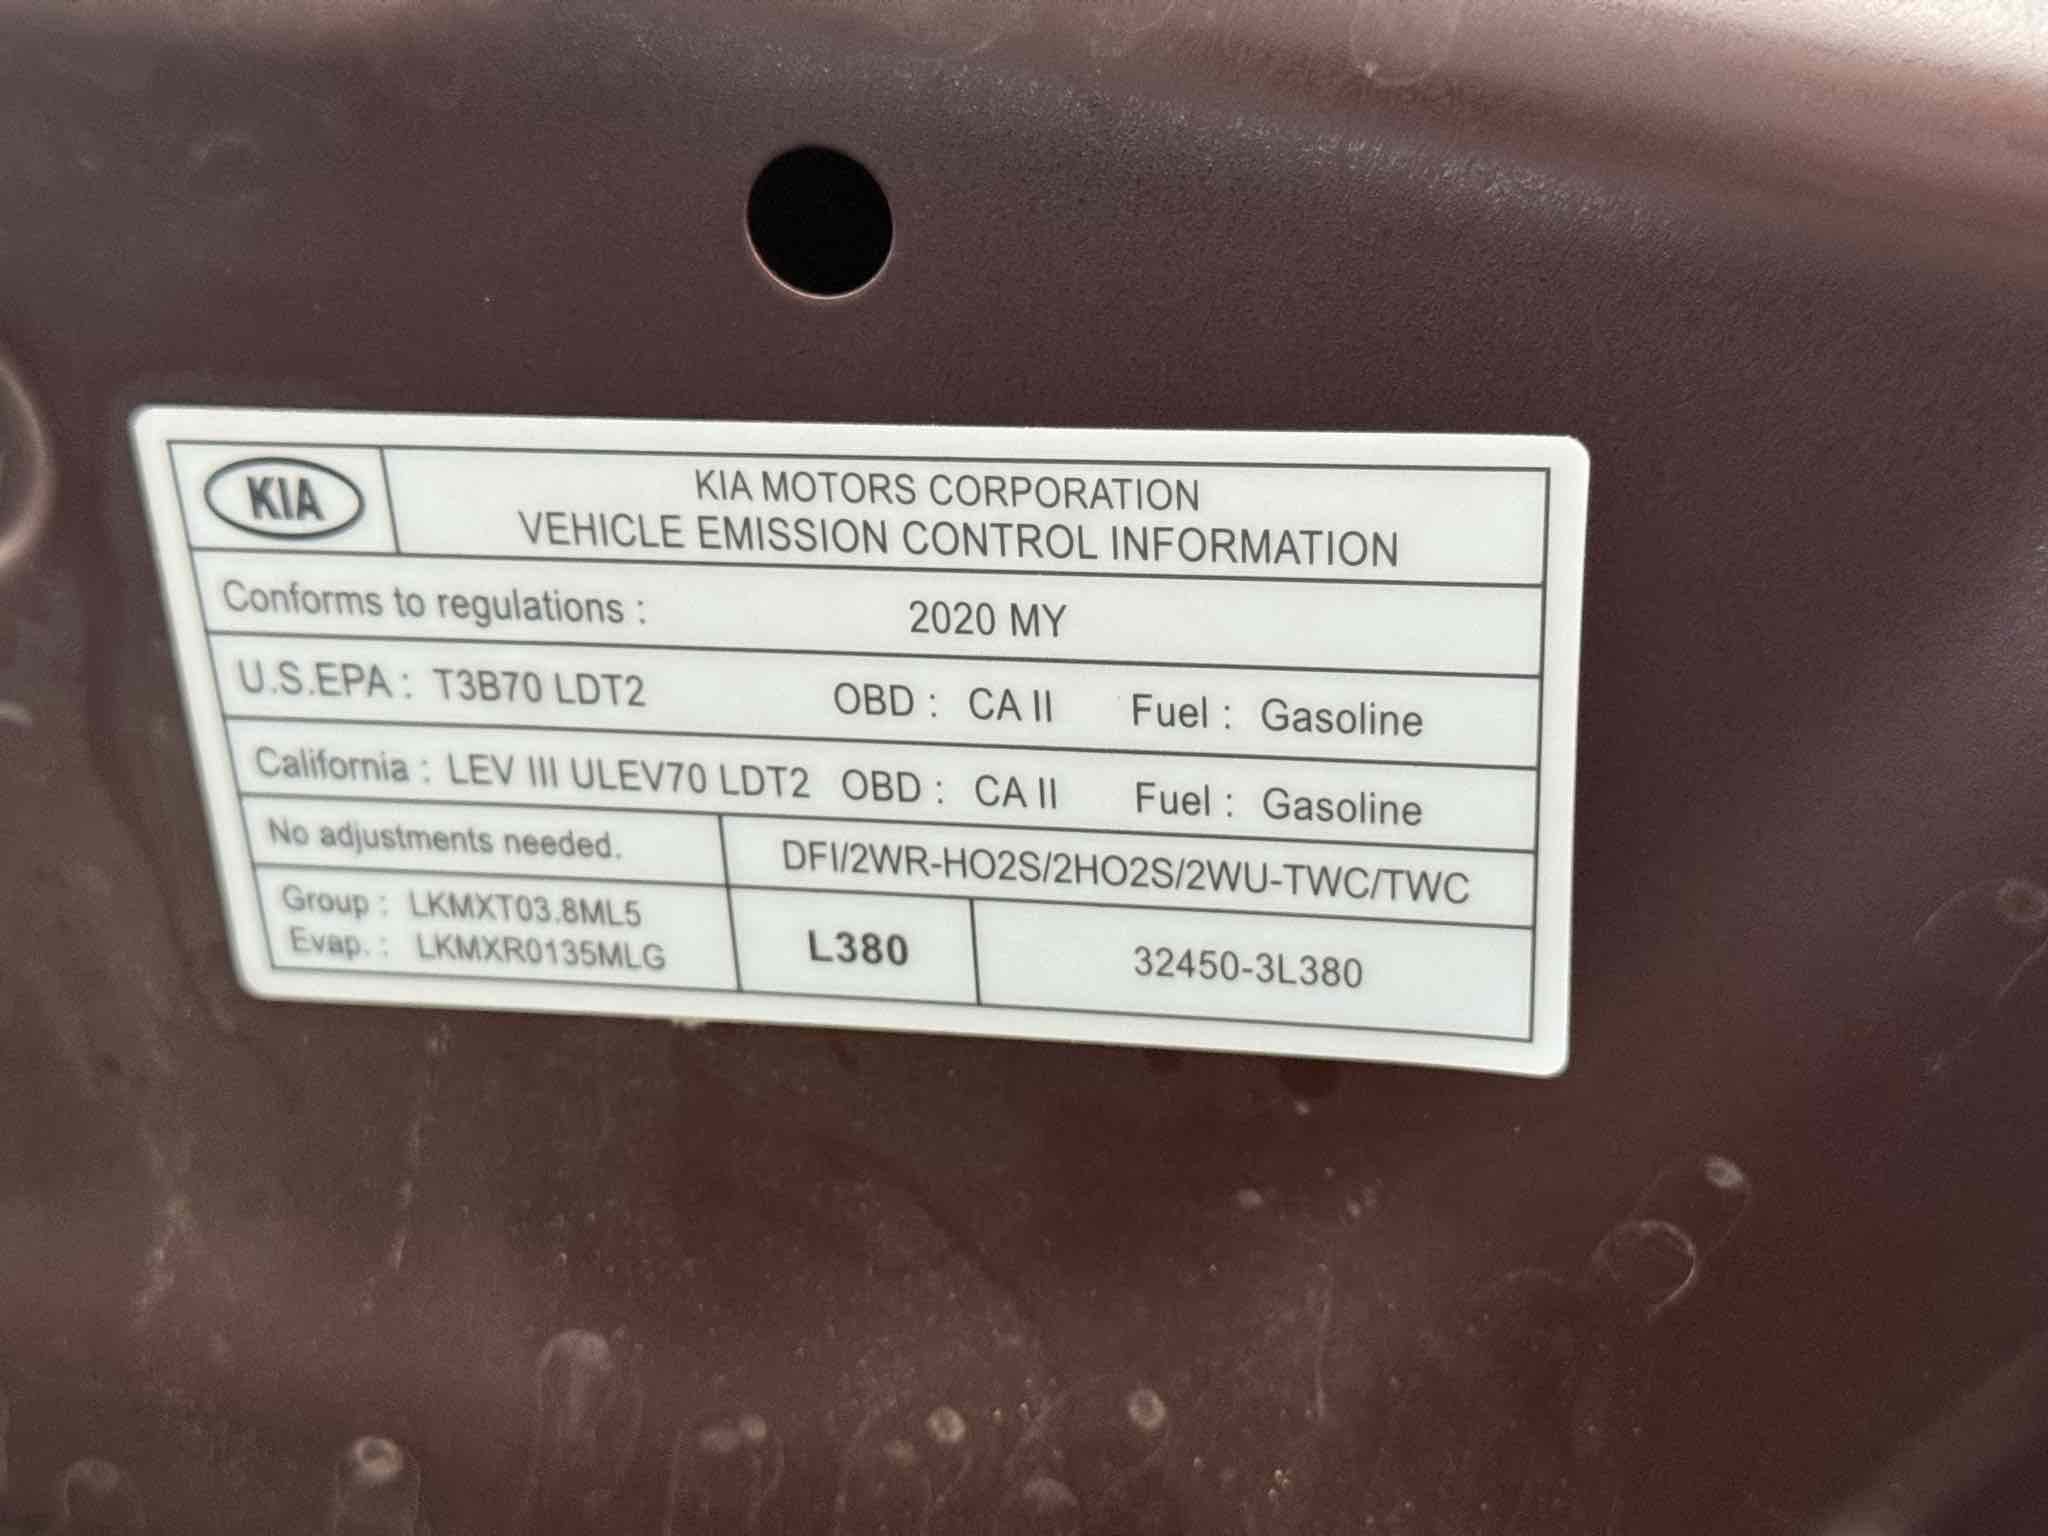 KIA
KIA MOTORS CORPORATION
VEHICLE EMISSION CONTROL INFORMATION
Conforms to regulations : 2020 MY
U.S.EPA : T3B70 LDT2 OBD : CA II Fuel : Gasoline
California : LEV III ULEV70 LDT2 OBD : CA II Fuel : Gasoline
No adjustments needed.
DFI/2WR-HO2S/2HO2S/2WU-TWC/TWC
Group : LKMXT03.8ML5
Evap. : LKMXR0135MLG
L380
32450-3L380